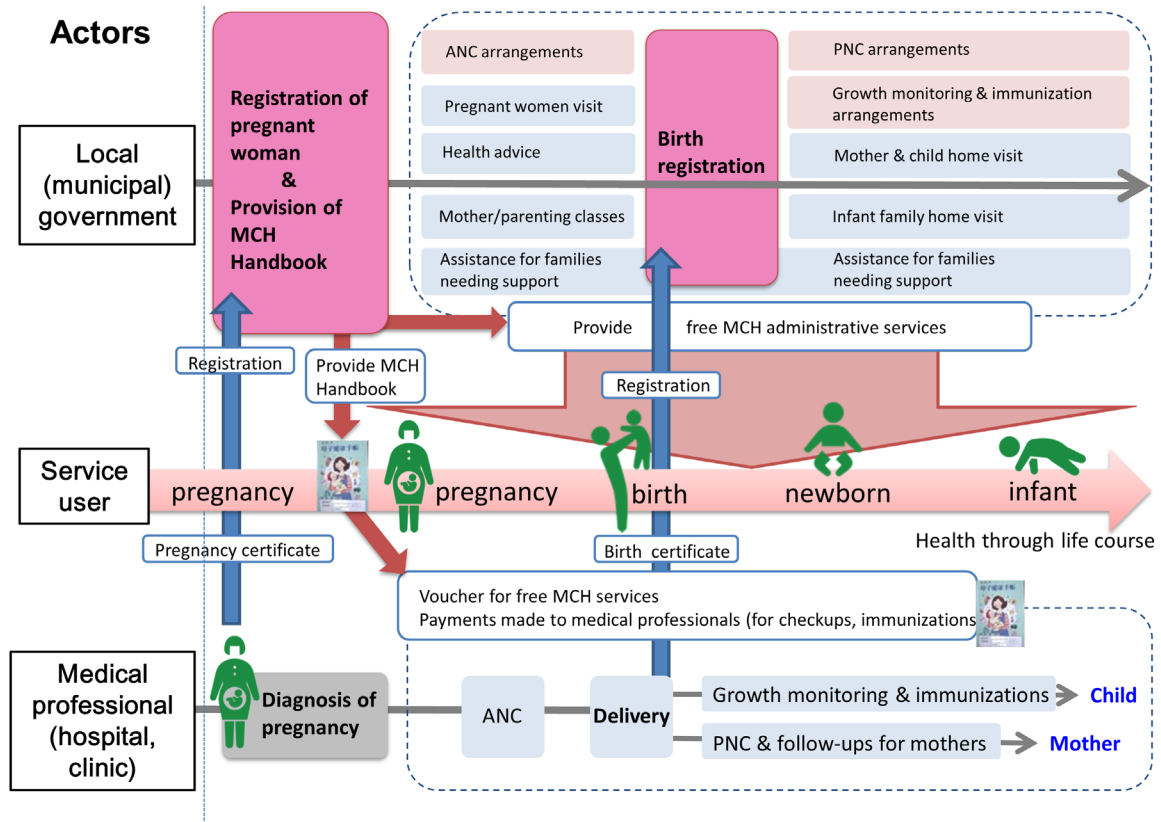 Actors
Registration of
pregnant
woman
&
Provision of
MCH
Handbook
ANC arrangements
Pregnant women visit
Health advice
Mother/parenting classes
Assistance for families
needing support
Birth
registration
PNC arrangements
Growth monitoring & immunization
arrangements
Mother & child home visit
Infant family home visit
Assistance for families
needing support
Local
(municipal)
government
Provide free MCH administrative services
Registration
Provide MCH
Handbook
Registration
Service
user
pregnancy
pregnancy
birth
newborn
infant
Health through life course
Pregnancy certificate
Birth certificate
Voucher for free MCH services
Payments made to medical professionals (for checkups, immunizations
Medical
professional
(hospital,
clinic)
Diagnosis of
pregnancy
ANC
Delivery
Growth monitoring & immunizations
Child
PNC & follow-ups for mothers
Mother